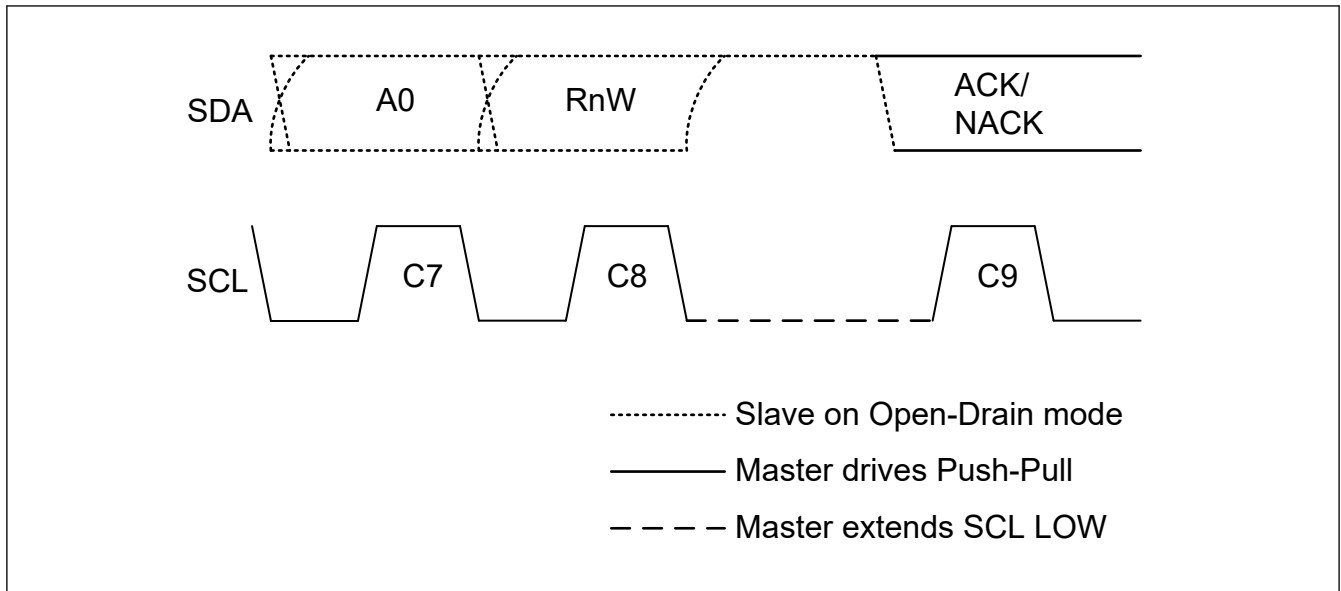 SDA
A0
RnW
ACK/
NACK
SCL
C7
C8
C9
Slave on Open-Drain mode
Master drives Push-Pull
Master extends SCL LOW